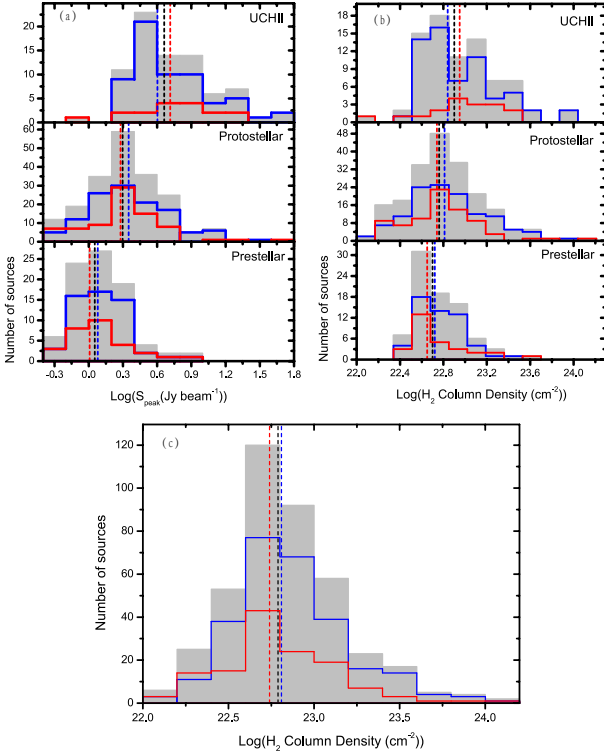 (a) UCHII
25
20
15
10
5
0
Protostellar
60
50
40
30
20
10
0
Prestellar
25
20
15
10
5
0
Number of sources
-0.3 0.0 0.3 0.6 0.9 1.2 1.5 1.8
Log(S_peak(Jy beam⁻¹))
(b) UCHII
18
15
12
9
6
3
0
Protostellar
48
40
32
24
16
8
0
Prestellar
30
24
18
12
6
0
Number of sources
22.0 22.4 22.8 23.2 23.6 24.0
Log(H₂ Column Density (cm⁻²))
(c)
120
100
80
60
40
20
0
Number of sources
22.0 22.5 23.0 23.5 24.0
Log(H₂ Column Density (cm⁻²))